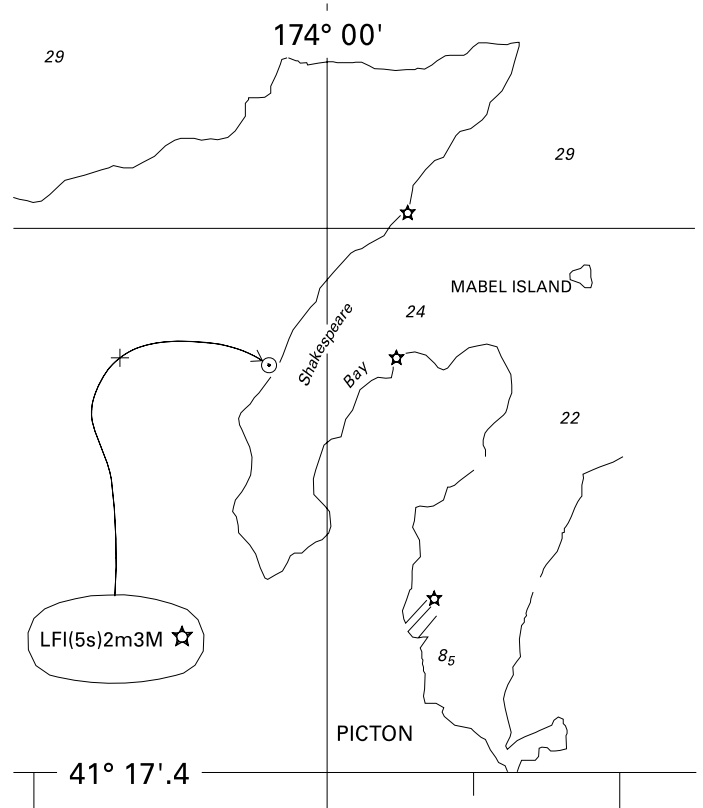 174° 00'
29
29
MABEL ISLAND
24
Shakespeare
Bay
22
LFl(5s)2m3M
8₅
PICTON
41° 17'.4